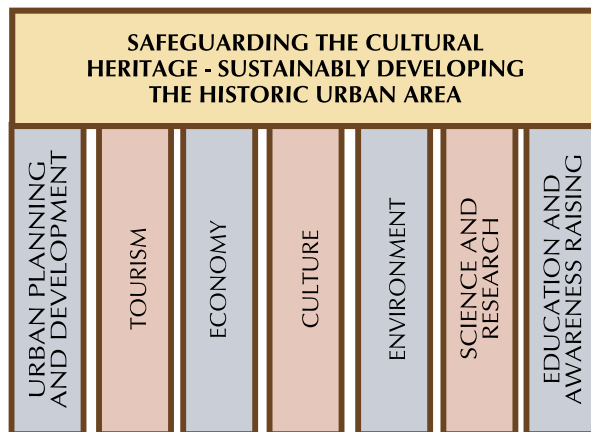 SAFEGUARDING THE CULTURAL
HERITAGE - SUSTAINABLY DEVELOPING
THE HISTORIC URBAN AREA
URBAN PLANNING
AND DEVELOPMENT
TOURISM
ECONOMY
CULTURE
ENVIRONMENT
SCIENCE AND
RESEARCH
EDUCATION AND
AWARENESS RAISING